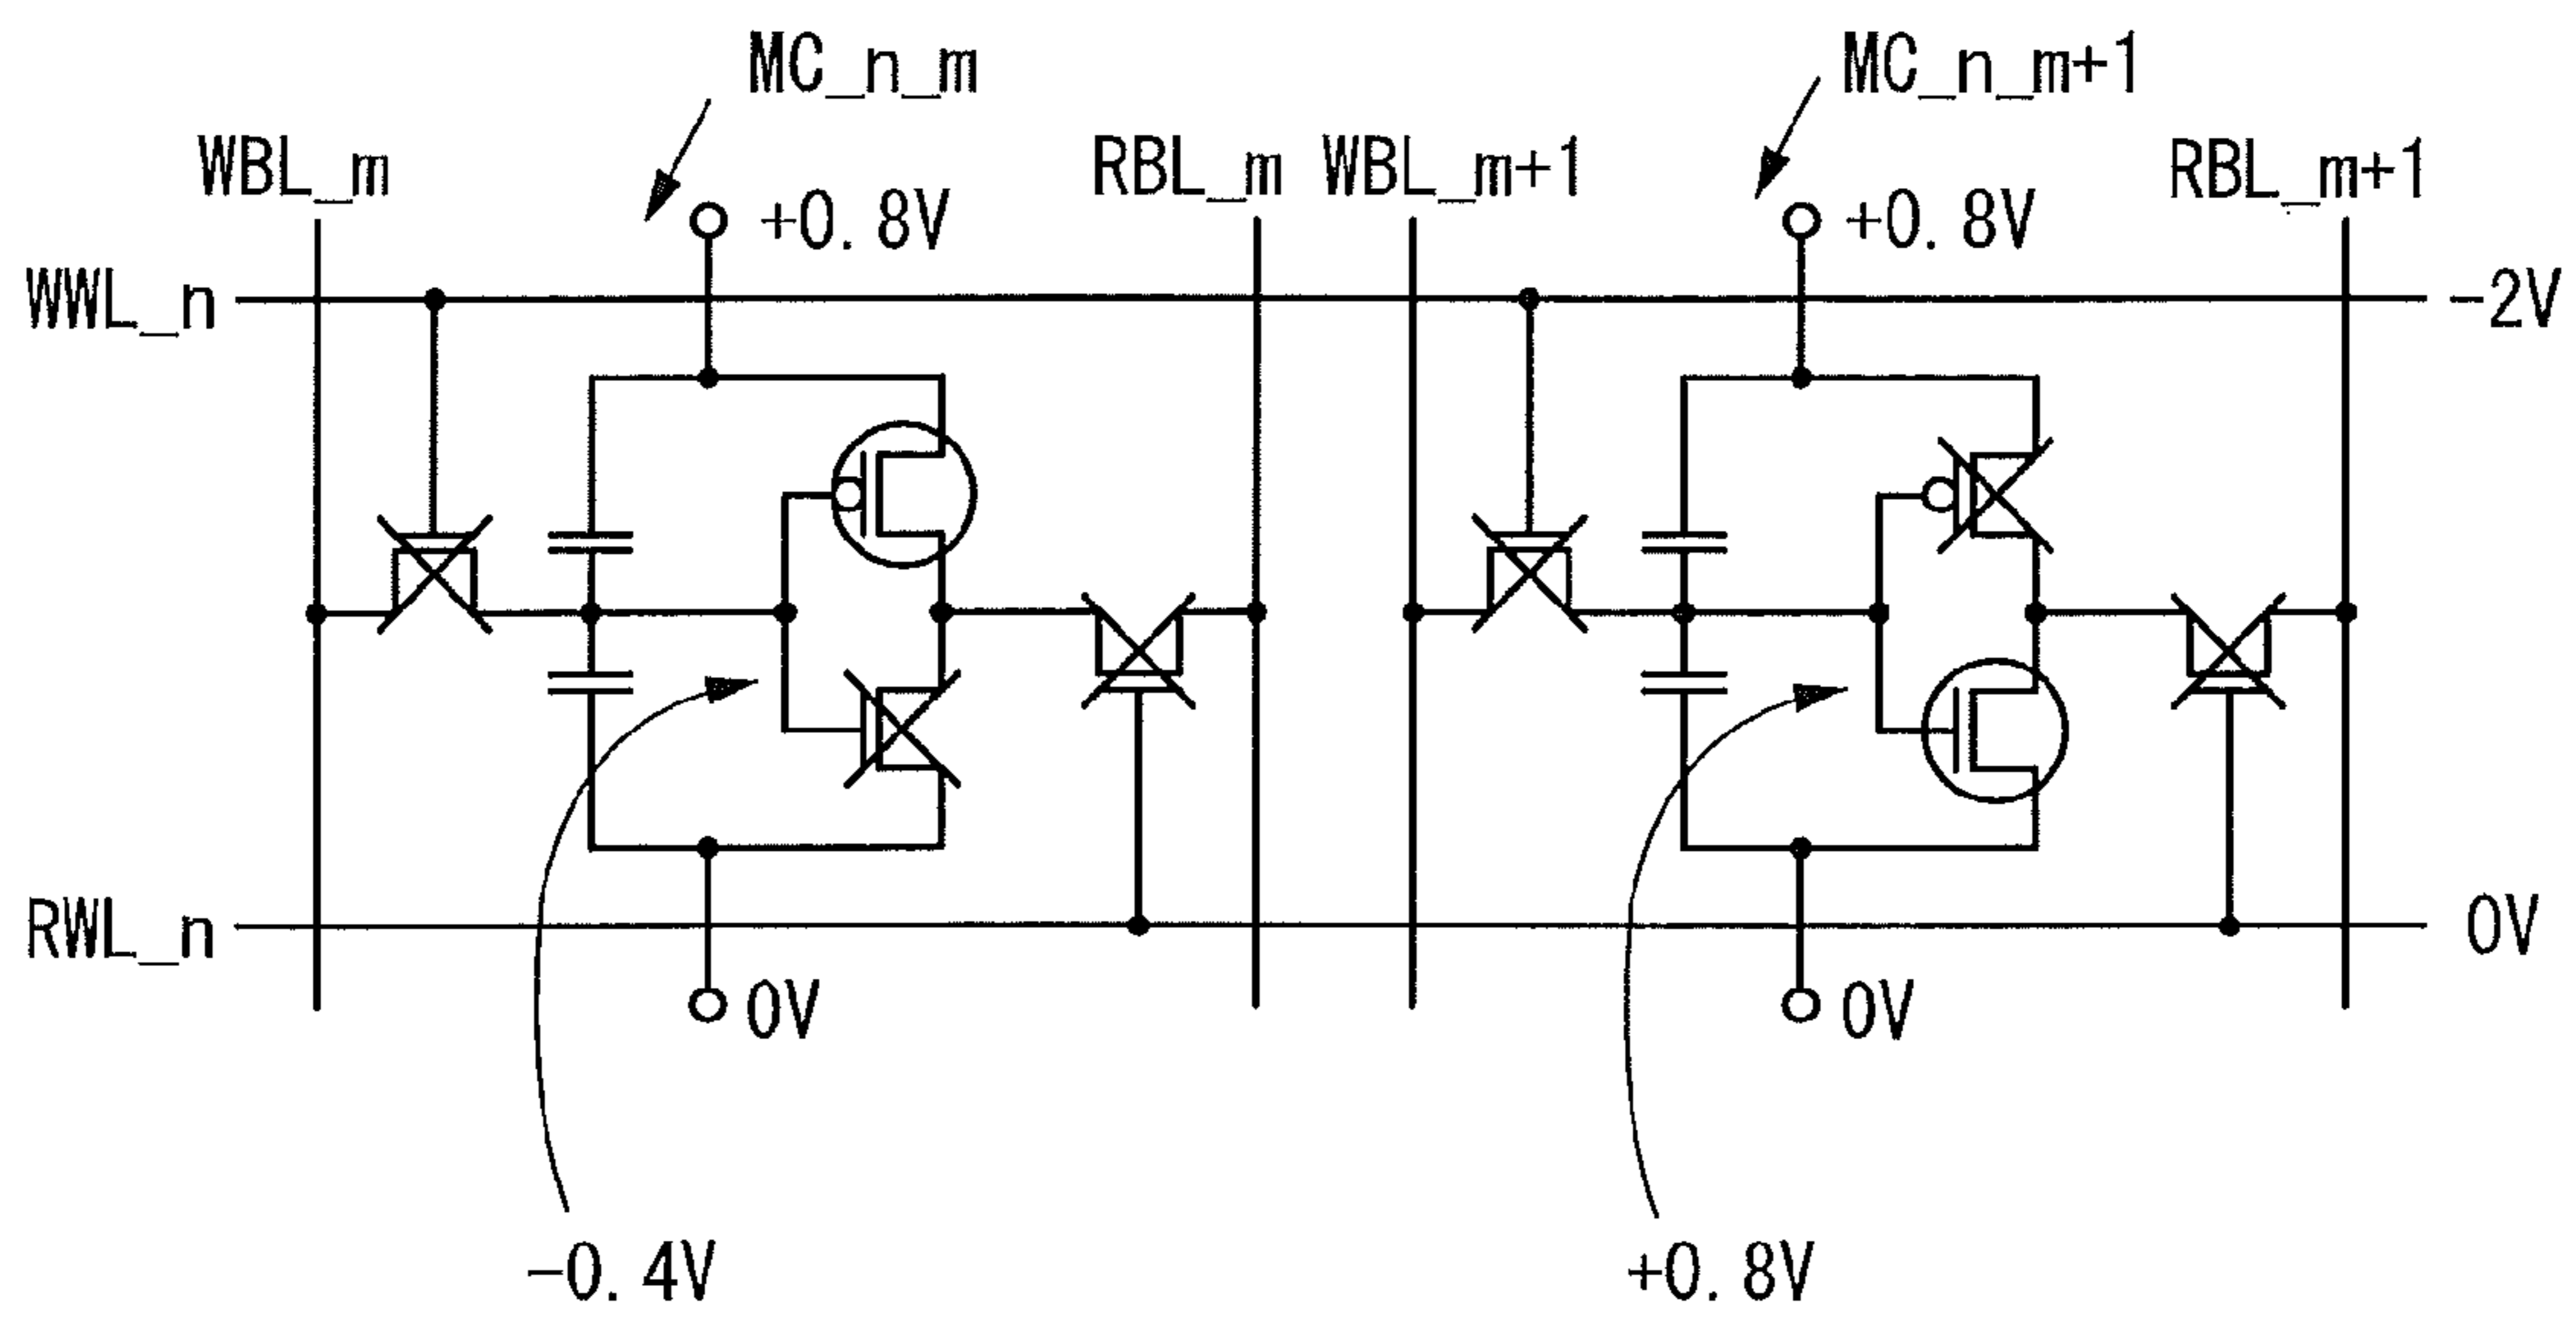 MC_n_m
MC_n_m+1
WBL_m
RBL_m
WBL_m+1
RBL_m+1
+0.8V
+0.8V
WWL_n
-2V
RWL_n
0V
0V
0V
-0.4V
+0.8V